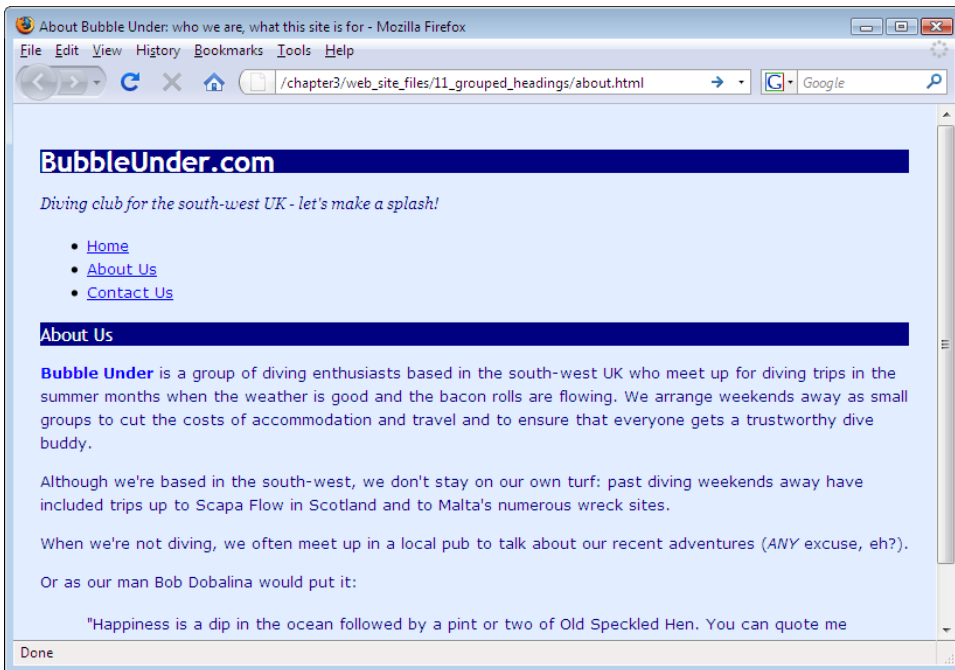 About Bubble Under: who we are, what this site is for - Mozilla Firefox
File Edit View History Bookmarks Tools Help
/chapter3/web_site_files/11_grouped_headings/about.html
G Google
BubbleUnder.com
Diving club for the south-west UK - let's make a splash!
Home
About Us
Contact Us
About Us
Bubble Under is a group of diving enthusiasts based in the south-west UK who meet up for diving trips in the
summer months when the weather is good and the bacon rolls are flowing. We arrange weekends away as small
groups to cut the costs of accommodation and travel and to ensure that everyone gets a trustworthy dive
buddy.
Although we're based in the south-west, we don't stay on our own turf: past diving weekends away have
included trips up to Scapa Flow in Scotland and to Malta's numerous wreck sites.
When we're not diving, we often meet up in a local pub to talk about our recent adventures (ANY excuse, eh?).
Or as our man Bob Dobalina would put it:
"Happiness is a dip in the ocean followed by a pint or two of Old Speckled Hen. You can quote me
Done